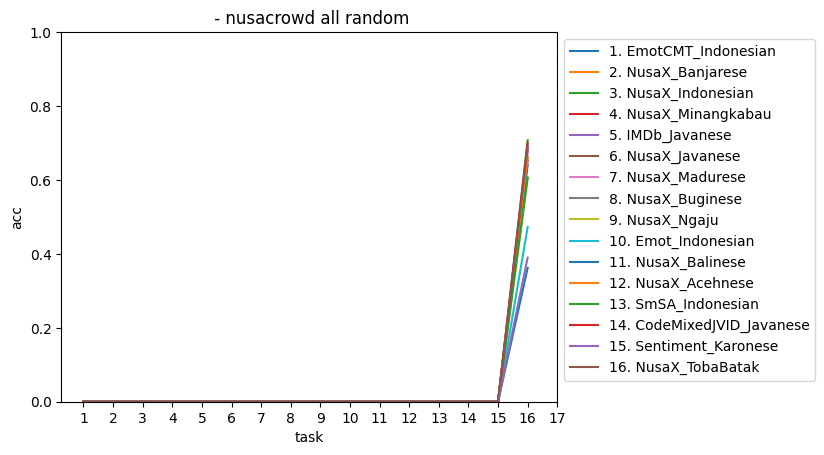 - nusacrowd all random
1.0
0.8
0.6
0.4
0.2
0.0
acc
1 2 3 4 5 6 7 8 9 10 11 12 13 14 15 16 17
task
1. EmotCMT_Indonesian
2. NusaX_Banjarese
3. NusaX_Indonesian
4. NusaX_Minangkabau
5. IMDb_Javanese
6. NusaX_Javanese
7. NusaX_Madurese
8. NusaX_Buginese
9. NusaX_Ngaju
10. Emot_Indonesian
11. NusaX_Balinese
12. NusaX_Acehnese
13. SmSA_Indonesian
14. CodeMixedJVID_Javanese
15. Sentiment_Karonese
16. NusaX_TobaBatak